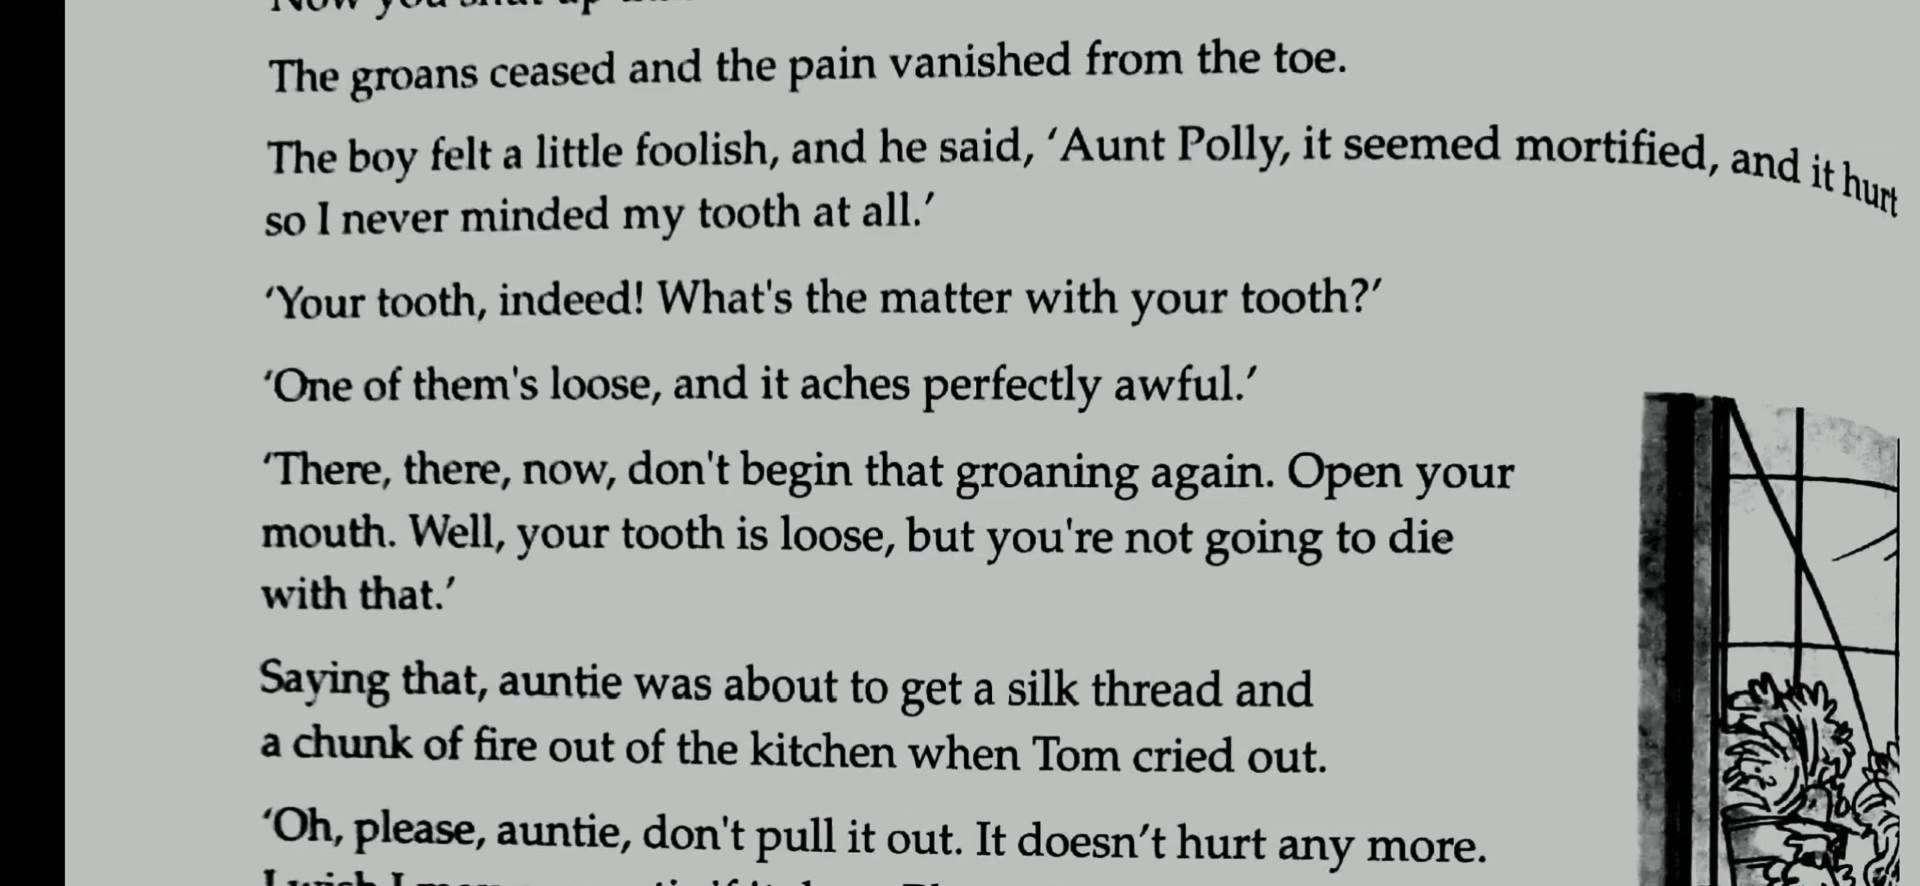 The groans ceased and the pain vanished from the toe.
The boy felt a little foolish, and he said, ‘Aunt Polly, it seemed mortified, and it hurt
so I never minded my tooth at all.’
‘Your tooth, indeed! What's the matter with your tooth?’
‘One of them's loose, and it aches perfectly awful.’
‘There, there, now, don't begin that groaning again. Open your
mouth. Well, your tooth is loose, but you're not going to die
with that.’
Saying that, auntie was about to get a silk thread and
a chunk of fire out of the kitchen when Tom cried out.
‘Oh, please, auntie, don't pull it out. It doesn’t hurt any more.